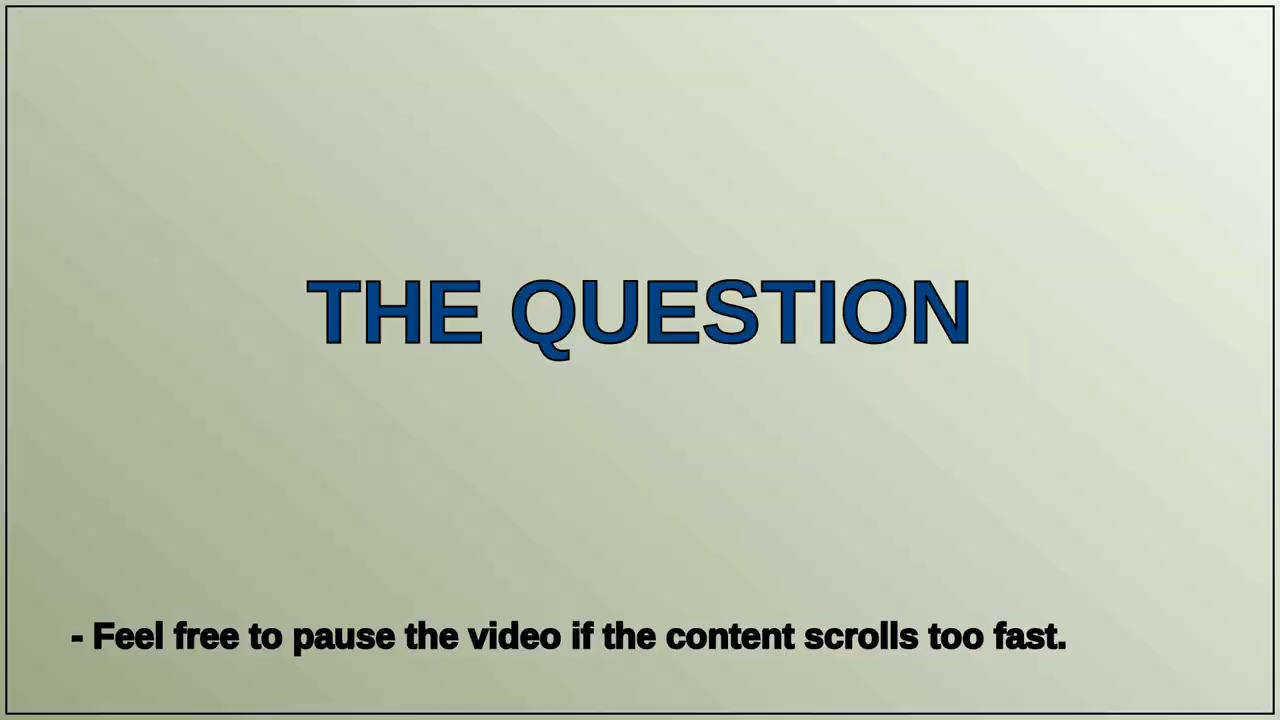 THE QUESTION
- Feel free to pause the video if the content scrolls too fast.